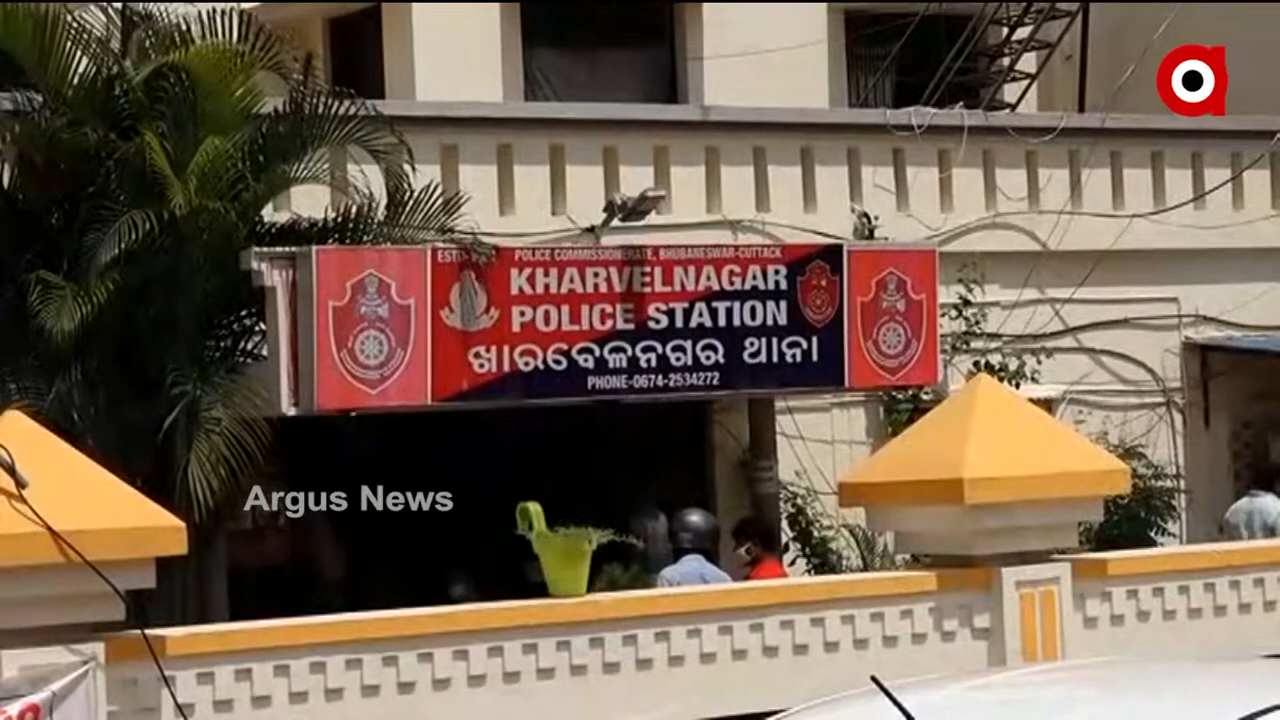 POLICE COMMISSIONERATE, BHUBANESWAR-CUTTACK
KHARVELNAGAR
POLICE STATION
ଖାରବେଳନଗର ଥାନା
PHONE-0674-2534272
Argus News